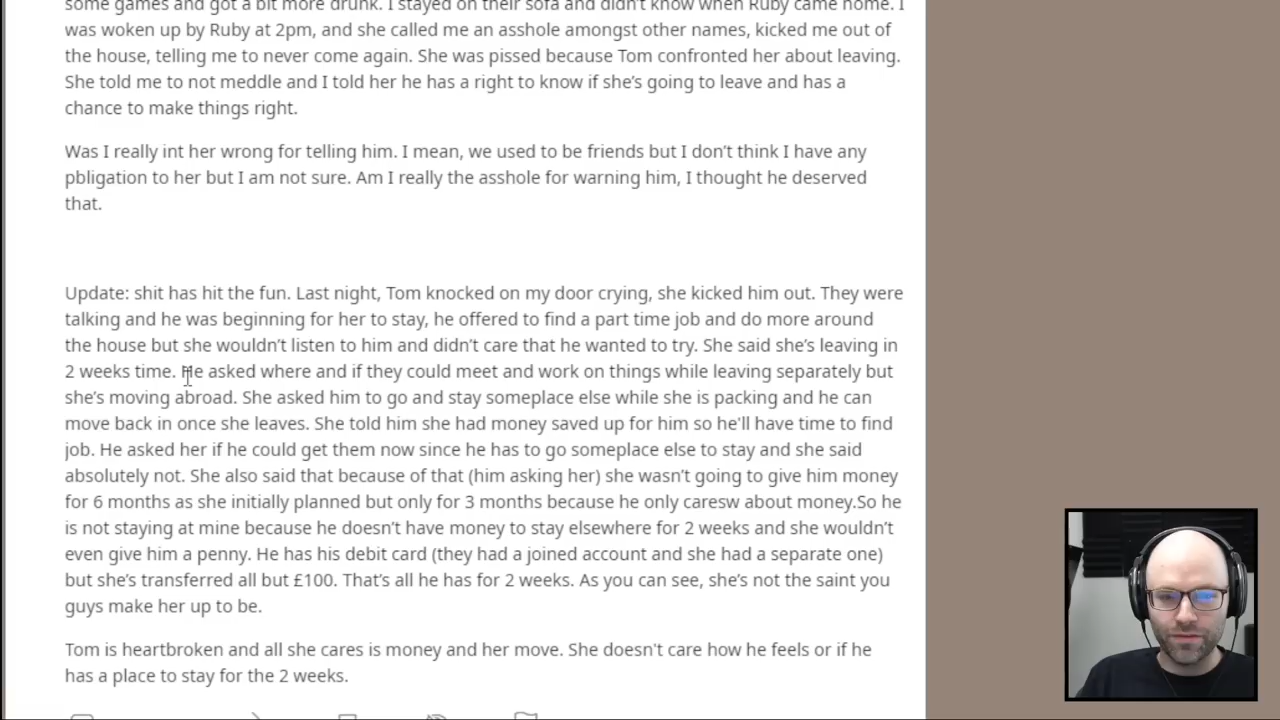 some games and got a bit more drunk. I stayed on their sofa and didn't know when Ruby came home. I
was woken up by Ruby at 2pm, and she called me an asshole amongst other names, kicked me out of
the house, telling me to never come again. She was pissed because Tom confronted her about leaving.
She told me to not meddle and I told her he has a right to know if she's going to leave and has a
chance to make things right.
Was I really int her wrong for telling him. I mean, we used to be friends but I don't think I have any
pbligation to her but I am not sure. Am I really the asshole for warning him, I thought he deserved
that.
Update: shit has hit the fun. Last night, Tom knocked on my door crying, she kicked him out. They were
talking and he was beginning for her to stay, he offered to find a part time job and do more around
the house but she wouldn't listen to him and didn't care that he wanted to try. She said she's leaving in
2 weeks time. He asked where and if they could meet and work on things while leaving separately but
she's moving abroad. She asked him to go and stay someplace else while she is packing and he can
move back in once she leaves. She told him she had money saved up for him so he'll have time to find
job. He asked her if he could get them now since he has to go someplace else to stay and she said
absolutely not. She also said that because of that (him asking her) she wasn't going to give him money
for 6 months as she initially planned but only for 3 months because he only caresw about money.So he
is not staying at mine because he doesn't have money to stay elsewhere for 2 weeks and she wouldn't
even give him a penny. He has his debit card (they had a joined account and she had a separate one)
but she's transferred all but £100. That's all he has for 2 weeks. As you can see, she's not the saint you
guys make her up to be.
Tom is heartbroken and all she cares is money and her move. She doesn't care how he feels or if he
has a place to stay for the 2 weeks.